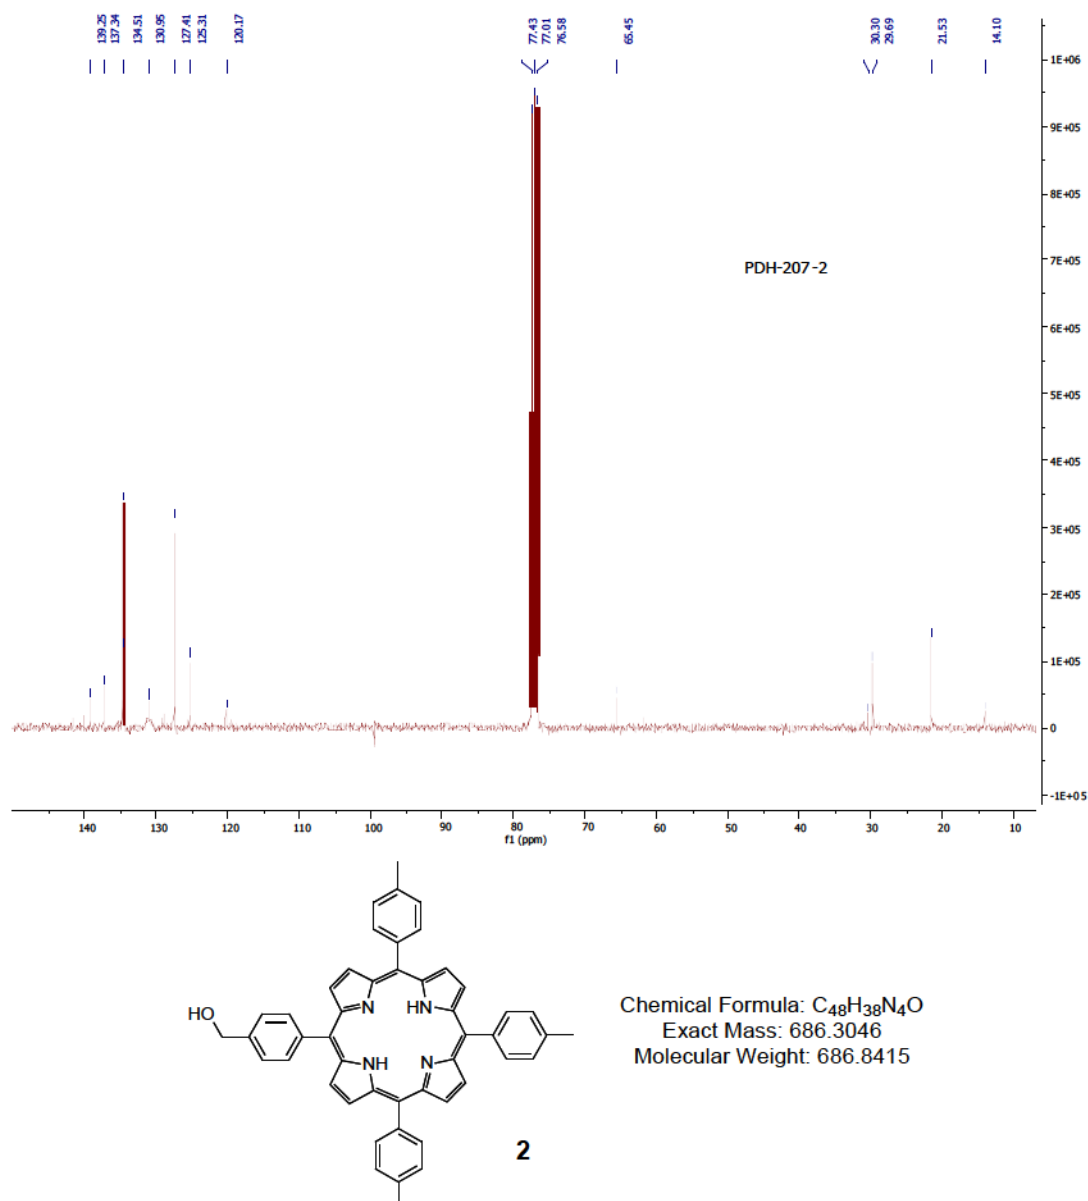 139.25
137.34
134.51
130.95
127.41
125.31
120.17
77.43
77.01
76.58
65.45
30.30
29.69
21.53
14.10
1E+06
9E+05
8E+05
PDH-207-2
7E+05
6E+05
5E+05
4E+05
3E+05
2E+05
1E+05
0
-1E+05
140 130 120 110 100 90 80 70 60 50 40 30 20 10
f1 (ppm)
HO
N
HN
NH
N
Chemical Formula: C₄₈H₃₈N₄O
Exact Mass: 686.3046
Molecular Weight: 686.8415
2